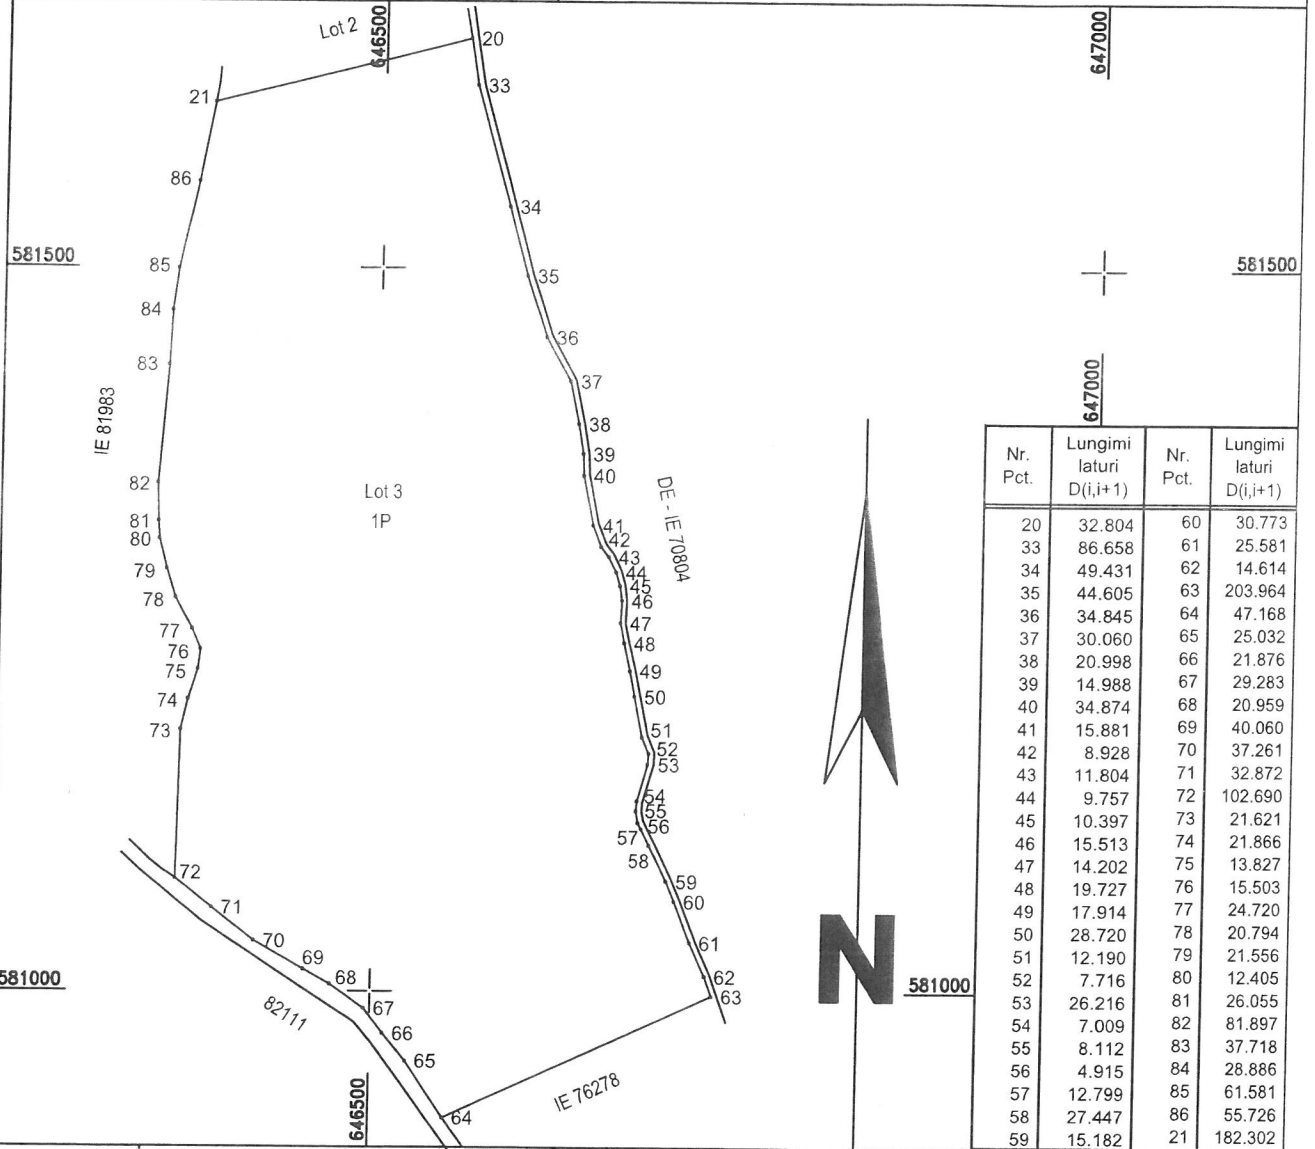 Lot 2
646500
647000
20
33
21
86
34
581500
85
35
581500
84
36
83
37
647000
IE 81983
38
39
40
82
Lot 3
1P
DE - IE 70804
81
80
41
42
43
44
45
46
79
78
77
47
76
48
75
49
74
50
73
51
52
53
54
55
56
57
58
72
59
60
71
70
61
69
68
62
63
581000
581000
67
82111
66
65
64
IE 76278
646500
N
Nr. Pct. Lungimi laturi D(i,i+1) Nr. Pct. Lungimi laturi D(i,i+1)
20 32.804 60 30.773
33 86.658 61 25.581
34 49.431 62 14.614
35 44.605 63 203.964
36 34.845 64 47.168
37 30.060 65 25.032
38 20.998 66 21.876
39 14.988 67 29.283
40 34.874 68 20.959
41 15.881 69 40.060
42 8.928 70 37.261
43 11.804 71 32.872
44 9.757 72 102.690
45 10.397 73 21.621
46 15.513 74 21.866
47 14.202 75 13.827
48 19.727 76 15.503
49 17.914 77 24.720
50 28.720 78 20.794
51 12.190 79 21.556
52 7.716 80 12.405
53 26.216 81 26.055
54 7.009 82 81.897
55 8.112 83 37.718
56 4.915 84 28.886
57 12.799 85 61.581
58 27.447 86 55.726
59 15.182 21 182.302